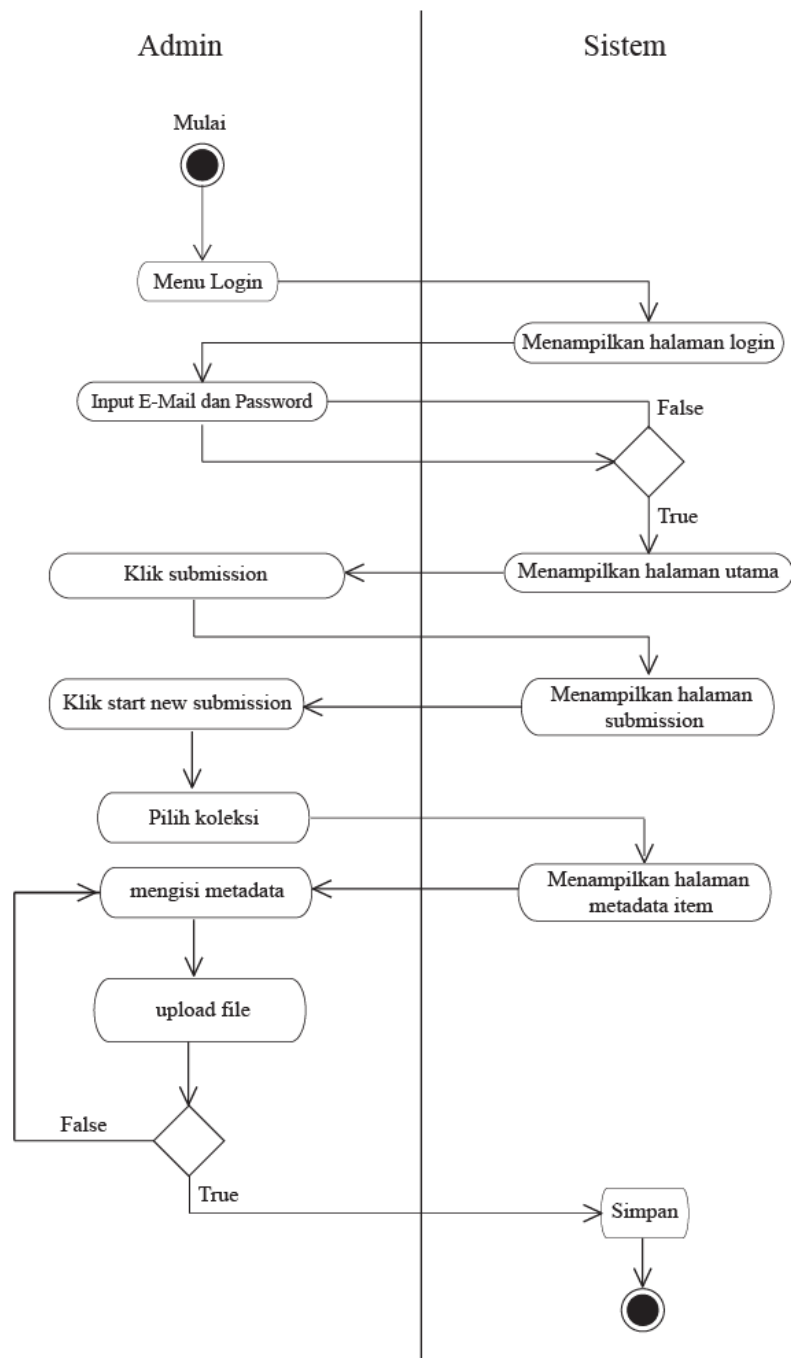 Admin
Sistem
Mulai
Menu Login
Menampilkan halaman login
Input E-Mail dan Password
False
True
Klik submission
Menampilkan halaman utama
Klik start new submission
Menampilkan halaman
submission
Pilih koleksi
mengisi metadata
Menampilkan halaman
metadata item
upload file
False
True
Simpan